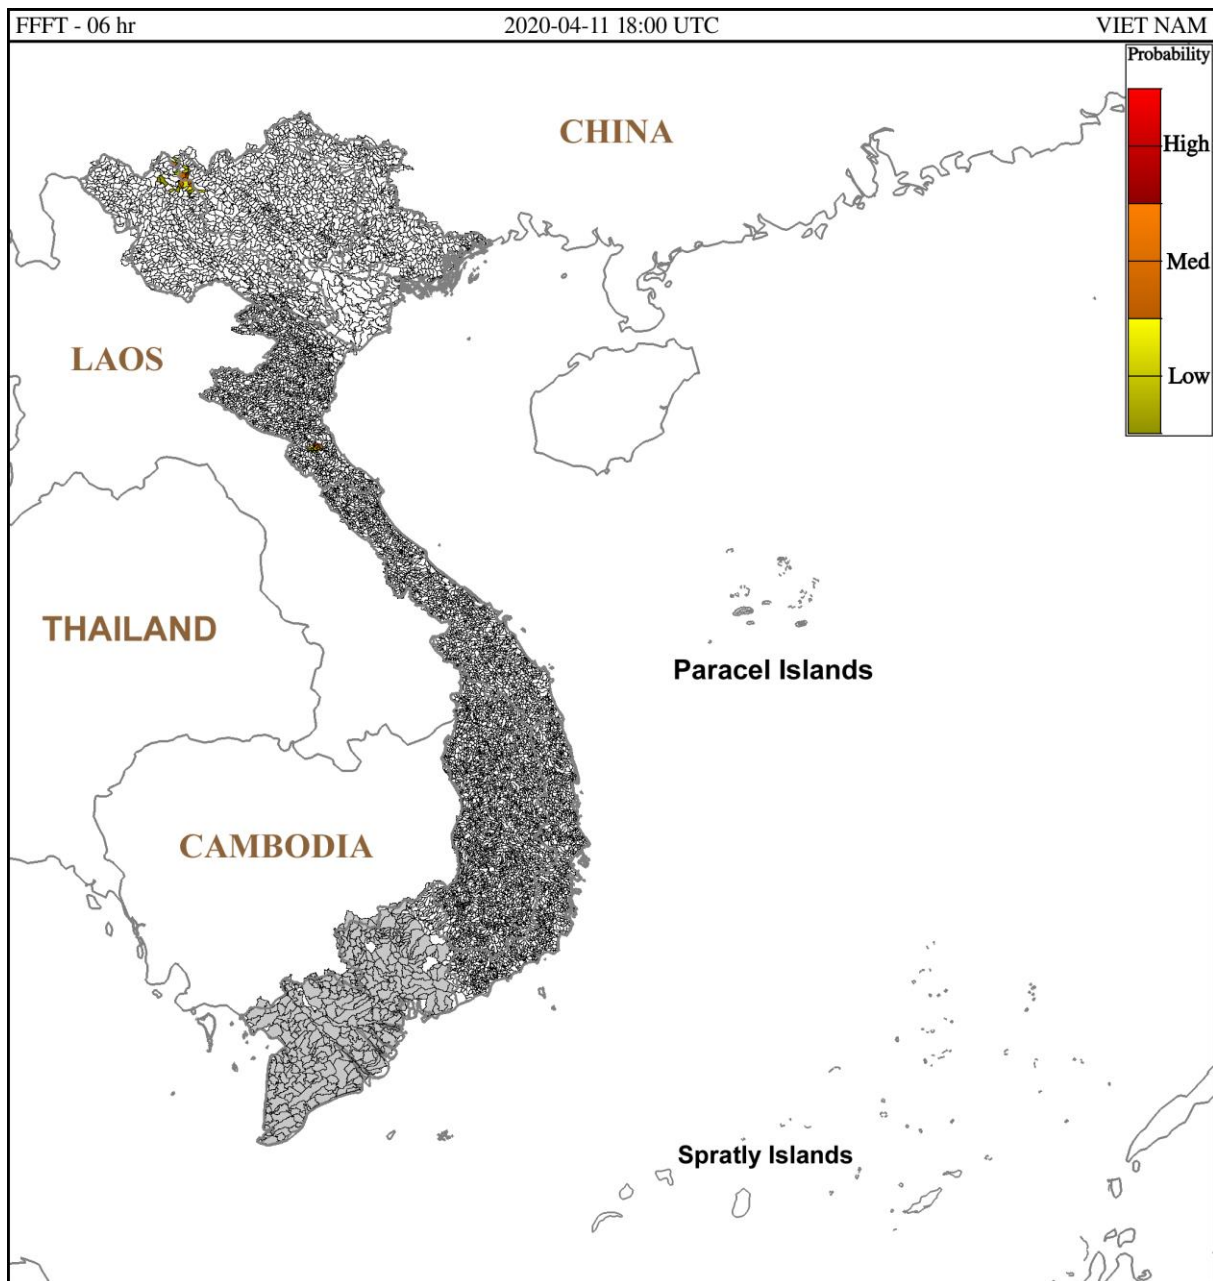 FFFT - 06 hr 2020-04-11 18:00 UTC VIET NAM
Probability
CHINA
High
Med
LAOS
Low
THAILAND
Paracel Islands
CAMBODIA
Spratly Islands